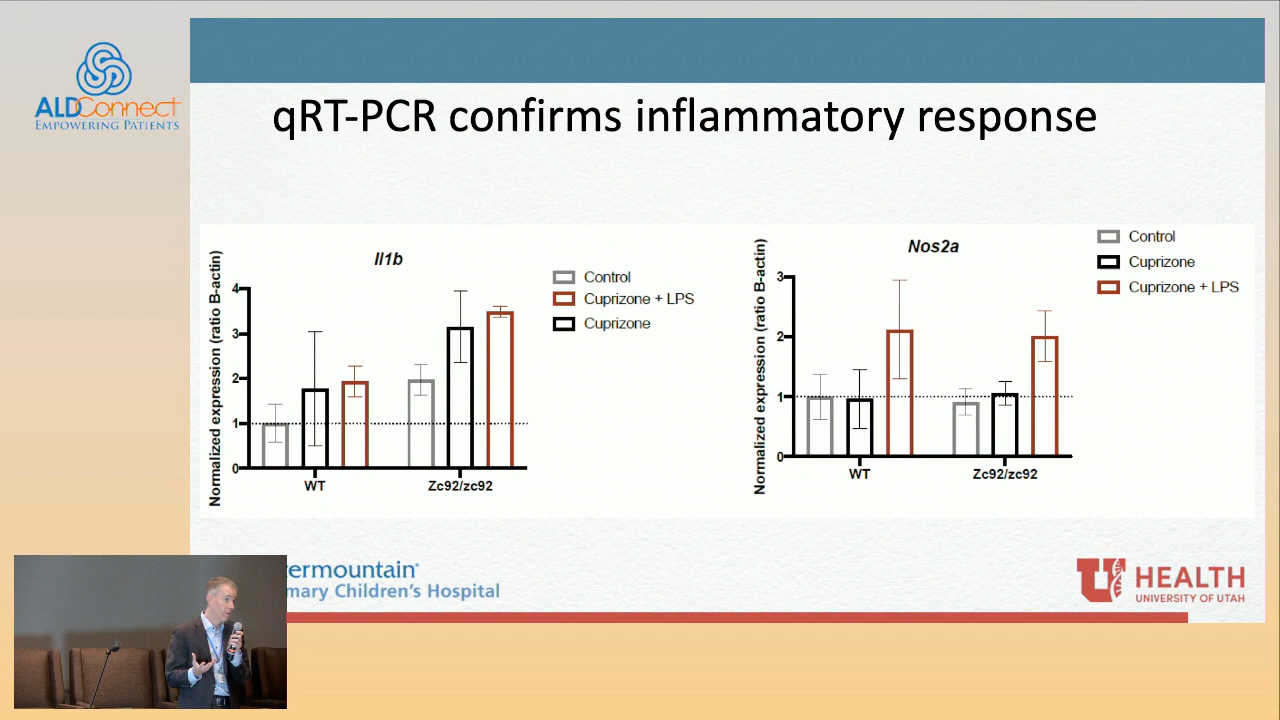 ALDConnect
EMPOWERING PATIENTS
qRT-PCR confirms inflammatory response
Il1b
Normalized expression (ratio B-actin)
4
3
2
1
0
WT
Zc92/zc92
Control
Cuprizone + LPS
Cuprizone
Nos2a
Normalized expression (ratio B-actin)
3
2
1
0
WT
Zc92/zc92
Control
Cuprizone
Cuprizone + LPS
termountain®
mary Children's Hospital
U HEALTH
UNIVERSITY OF UTAH